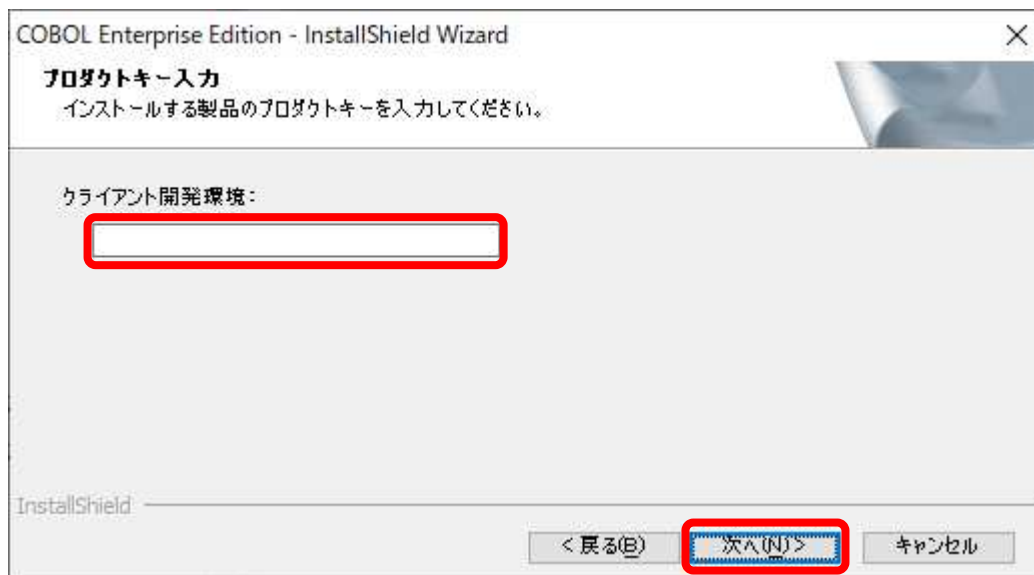 COBOL Enterprise Edition - InstallShield Wizard
プロダクトキー入力
インストールする製品のプロダクトキーを入力してください。
クライアント開発環境:
InstallShield
< 戻る(B)
次へ(N) >
キャンセル